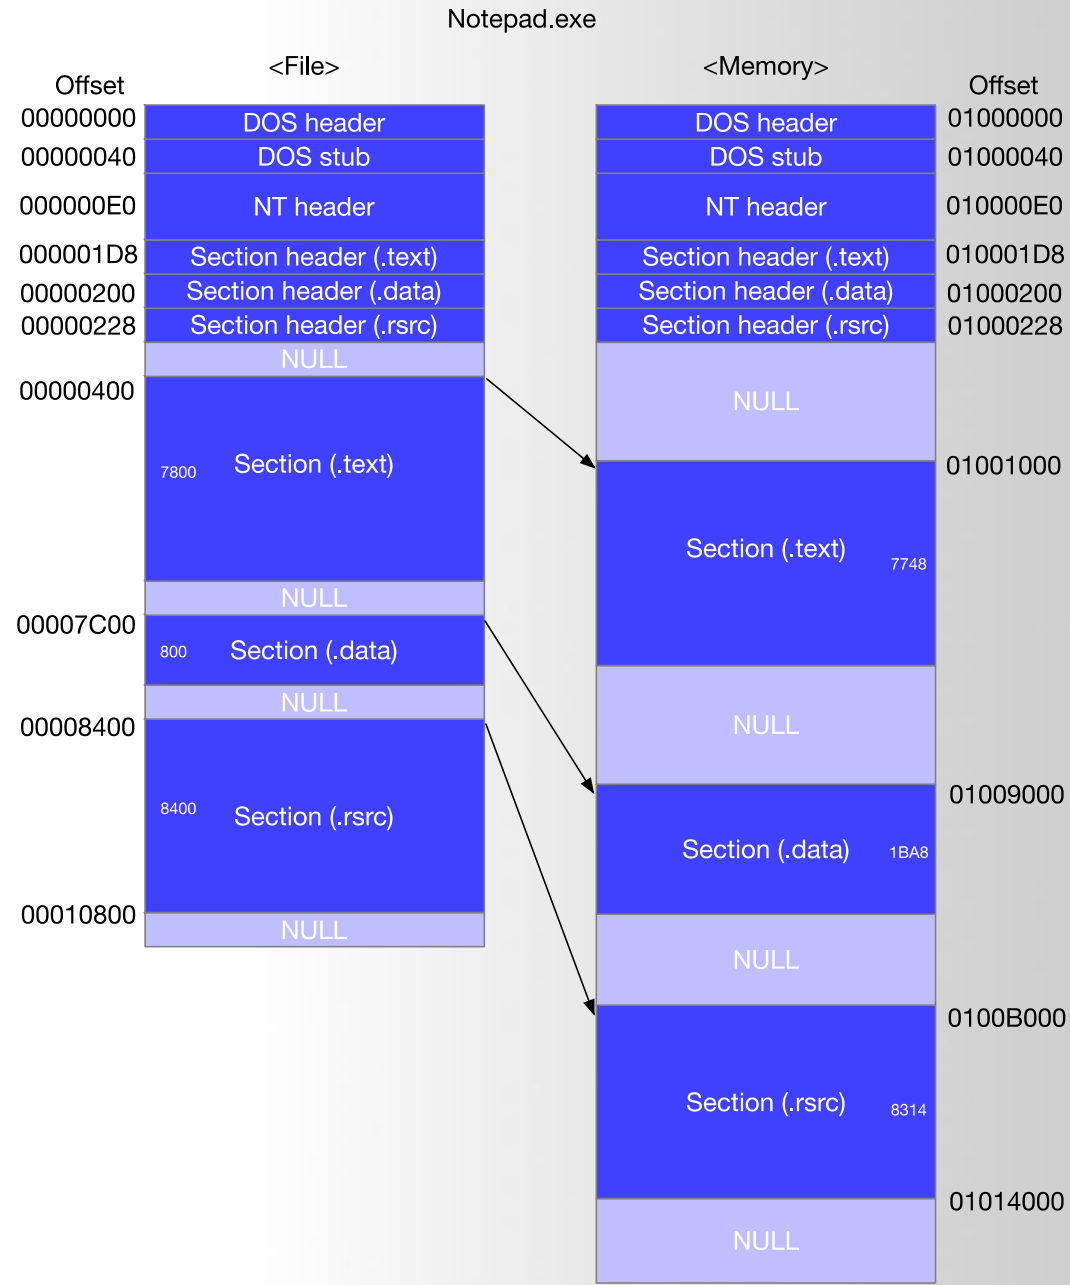 Notepad.exe
<File>
<Memory>
Offset
Offset
00000000
DOS header
DOS header
01000000
00000040
DOS stub
DOS stub
01000040
000000E0
NT header
NT header
010000E0
000001D8
Section header (.text)
Section header (.text)
010001D8
00000200
Section header (.data)
Section header (.data)
01000200
00000228
Section header (.rsrc)
Section header (.rsrc)
01000228
NULL
00000400
NULL
7800
Section (.text)
01001000
Section (.text)
7748
NULL
00007C00
800
Section (.data)
NULL
00008400
NULL
01009000
8400
Section (.rsrc)
Section (.data)
1BA8
00010800
NULL
NULL
0100B000
Section (.rsrc)
8314
01014000
NULL